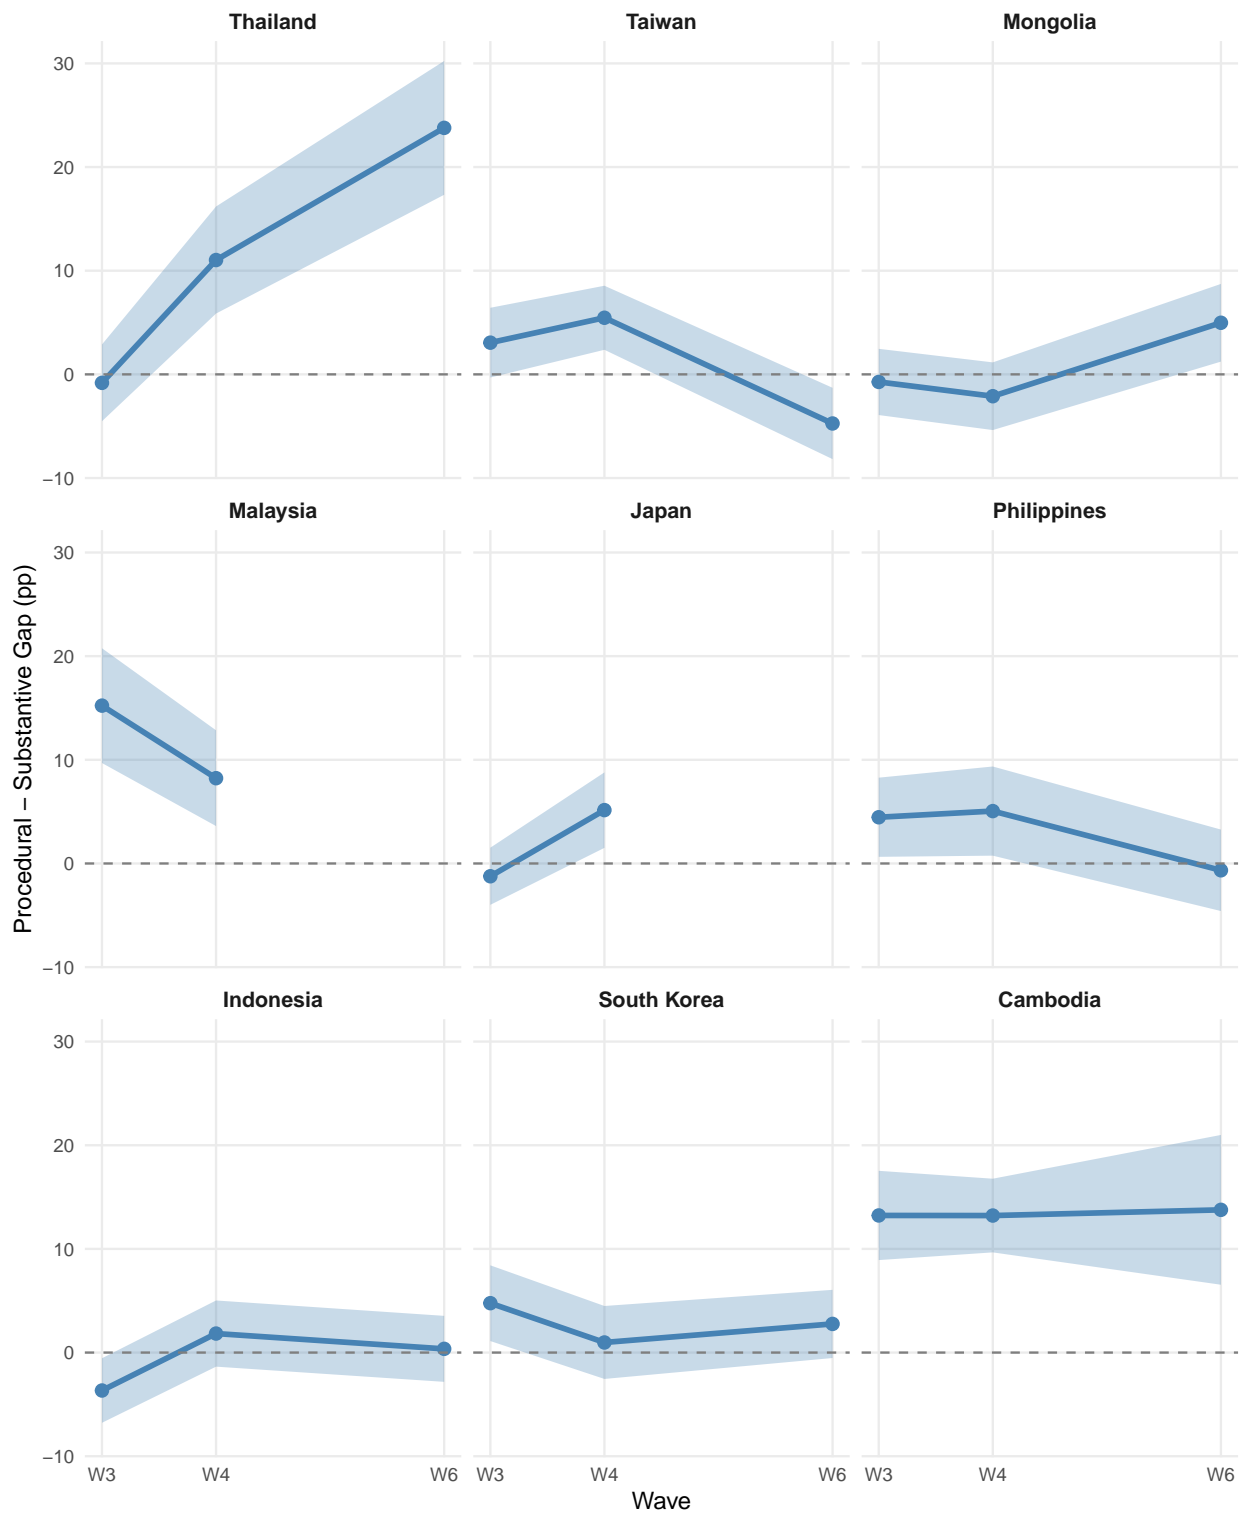 Thailand Taiwan Mongolia
30
20
10
0
−10
Malaysia Japan Philippines
30
20
10
0
−10
Procedural − Substantive Gap (pp)
Indonesia South Korea Cambodia
30
20
10
0
−10
W3 W4 W6 W3 W4 W6 W3 W4 W6
Wave